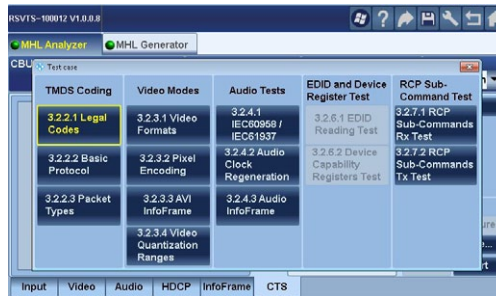 RSVTS-100012 V1.0.0.8
MHL Analyzer
MHL Generator
CBU
Test case
TMDS Coding
Video Modes
Audio Tests
EDID and Device
Register Test
RCP Sub-
Command Test
3.2.2.1 Legal
Codes
3.2.3.1 Video
Formats
3.2.4.1
IEC60958 /
IEC61937
3.2.6.1 EDID
Reading Test
3.2.7.1 RCP
Sub-Commands
Rx Test
3.2.2.2 Basic
Protocol
3.2.3.2 Pixel
Encoding
3.2.4.2 Audio
Clock
Regeneration
3.2.6.2 Device
Capability
Registers Test
3.2.7.2 RCP
Sub-Commands
Tx Test
3.2.2.3 Packet
Types
3.2.3.3 AVI
InfoFrame
3.2.4.3 Audio
InfoFrame
3.2.3.4 Video
Quantization
Ranges
Input
Video
Audio
HDCP
InfoFrame
CTS